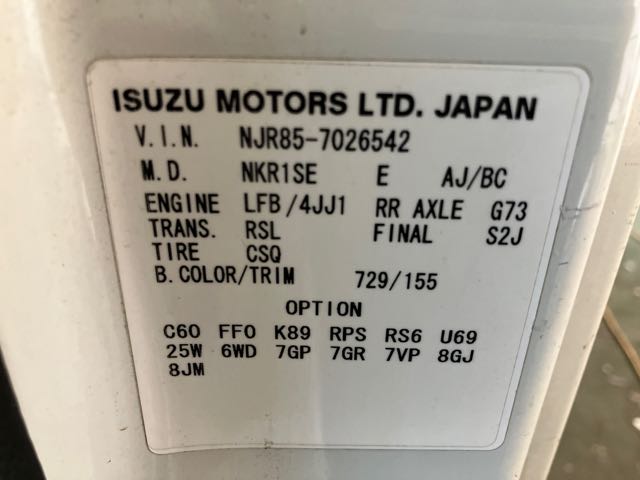 ISUZU MOTORS LTD. JAPAN
V.I.N. NJR85-7026542
M.D. NKR1SE E AJ/BC
ENGINE LFB/4JJ1 RR AXLE G73
TRANS. RSL FINAL S2J
TIRE CSQ
B.COLOR/TRIM 729/155
OPTION
C60 FF0 K89 RPS RS6 U69
25W 6WD 7GP 7GR 7VP 8GJ
8JM